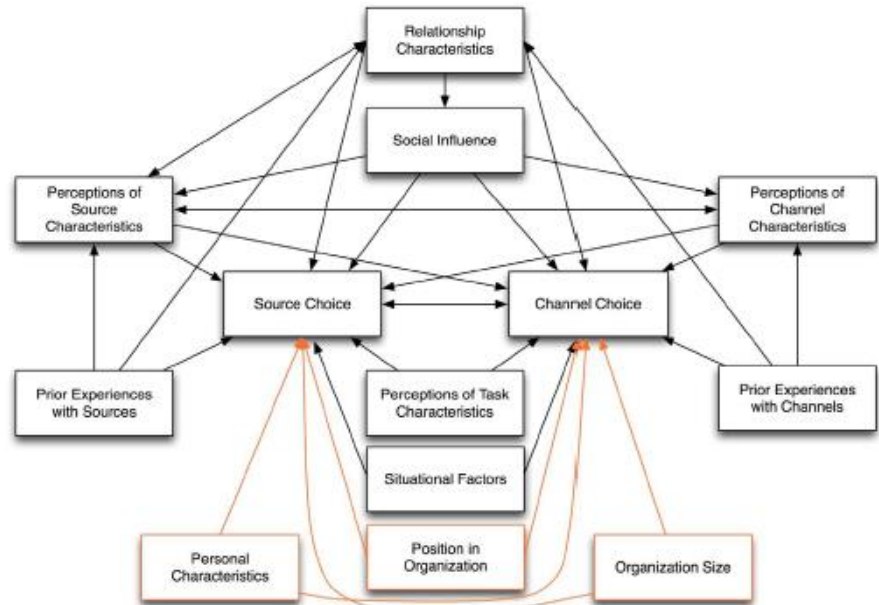 Relationship
Characteristics
Social Influence
Perceptions of
Source
Characteristics
Perceptions of
Channel
Characteristics
Source Choice
Channel Choice
Prior Experiences
with Sources
Perceptions of Task
Characteristics
Prior Experiences
with Channels
Situational Factors
Personal
Characteristics
Position in
Organization
Organization Size